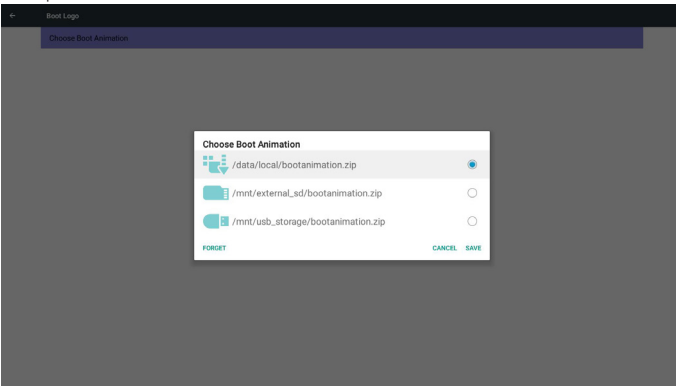 Boot Logo
Choose Boot Animation
Choose Boot Animation
/data/local/bootanimation.zip
/mnt/external_sd/bootanimation.zip
/mnt/usb_storage/bootanimation.zip
FORGET CANCEL SAVE